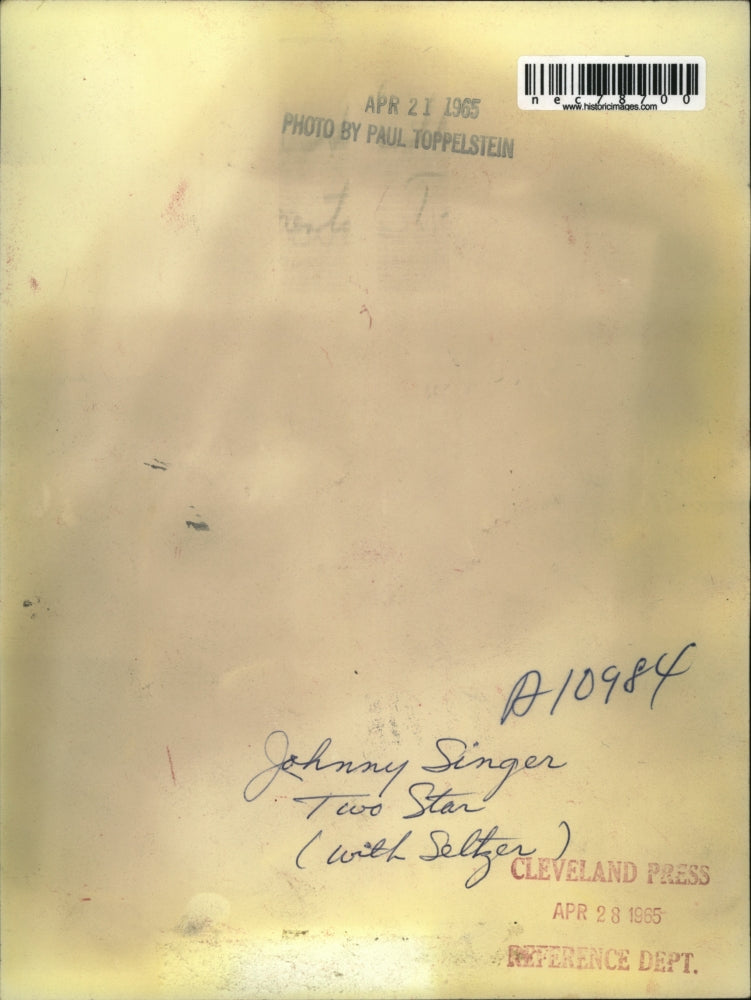 nec78700
www.historicimages.com
APR 21 1965
PHOTO BY PAUL TOPPELSTEIN
A10984
Johnny Singer
Two Star
(with Seltzer)
CLEVELAND PRESS
APR 28 1965
REFERENCE DEPT.